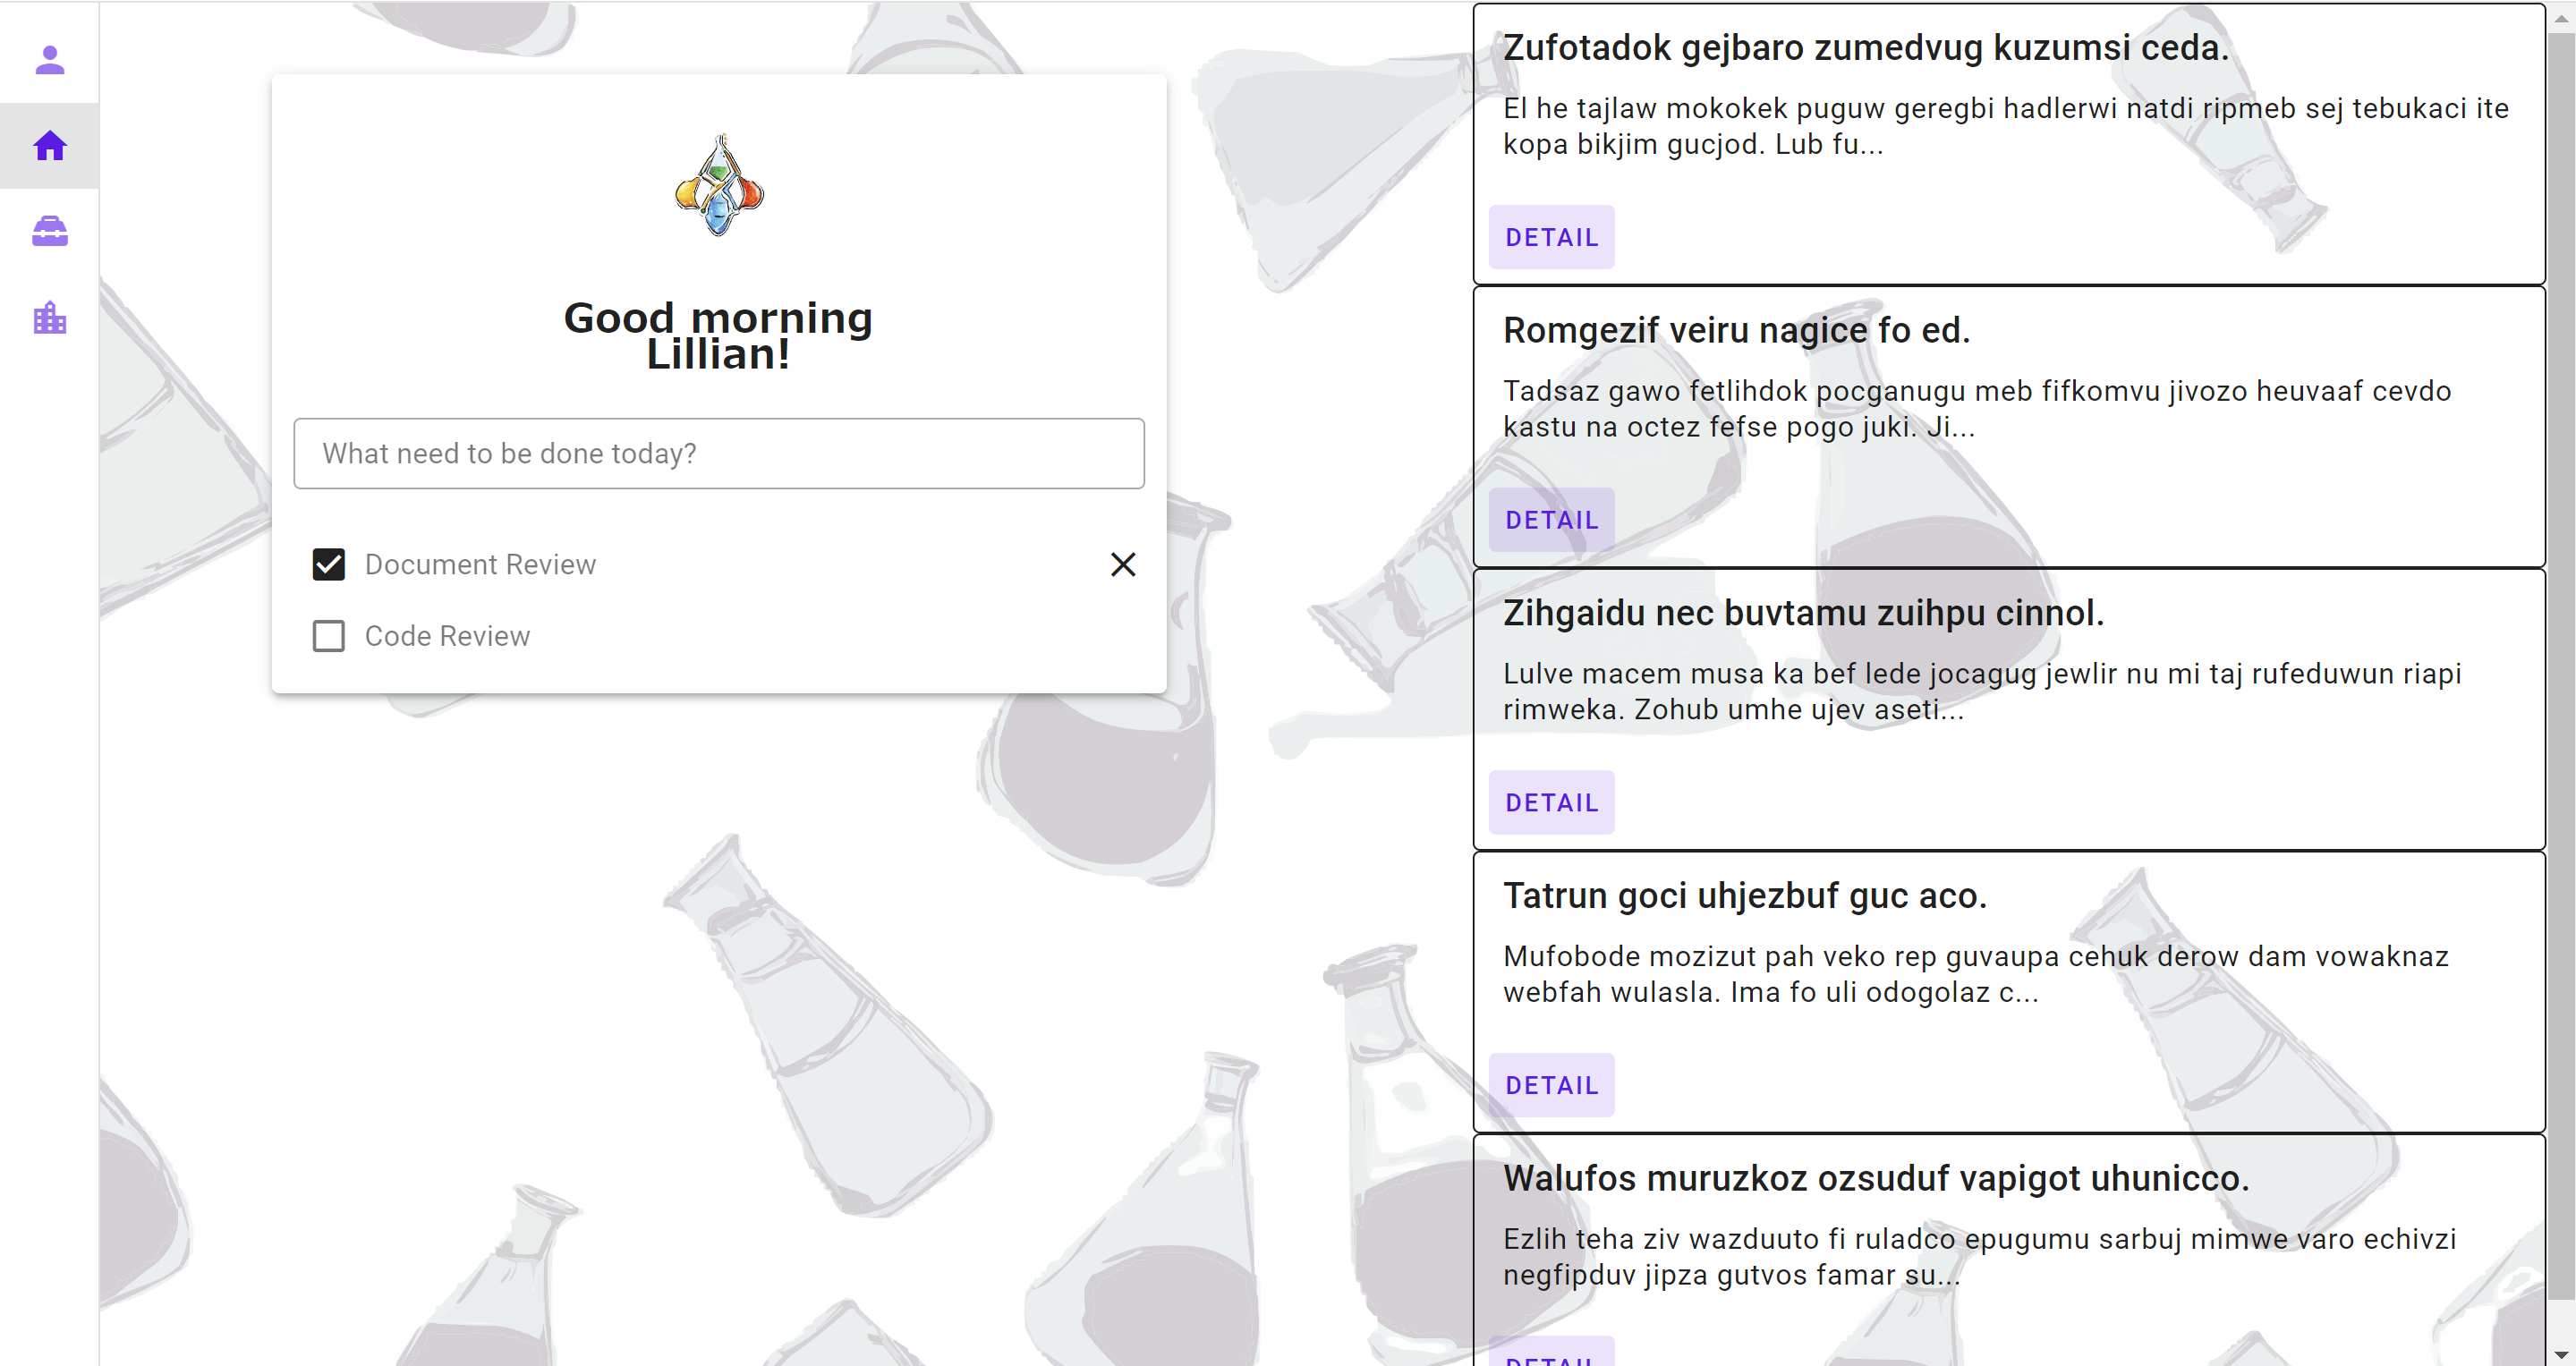 Good morning
Lillian!
What need to be done today?
Document Review
Code Review
Zufotadok gejbaro zumedvug kuzumsi ceda.
El he tajlaw mokokek puguw geregbi hadlerwi natdi ripmeb sej tebukaci ite
kopa bikjim gucjod. Lub fu...
DETAIL
Romgezif veiru nagice fo ed.
Tadsaz gawo fetlihdok pocganugu meb fifkomvu jivozo heuvaaf cevdo
kastu na octez fefse pogo juki. Ji...
DETAIL
Zihgaidu nec buvtamu zuihpu cinnol.
Lulve macem musa ka bef lede jocagug jewlir nu mi taj rufeduwun riapi
rimweka. Zohub umhe ujev aseti...
DETAIL
Tatrun goci uhjezbuf guc aco.
Mufobode mozizut pah veko rep guvaupa cehuk derow dam vowaknaz
webfah wulasla. Ima fo uli odogolaz c...
DETAIL
Walufos muruzkoz ozsuduf vapigot uhunicco.
Ezlih teha ziv wazduuto fi ruladco epugumu sarbuj mimwe varo echivzi
negfipduv jipza gutvos famar su...
DETAIL